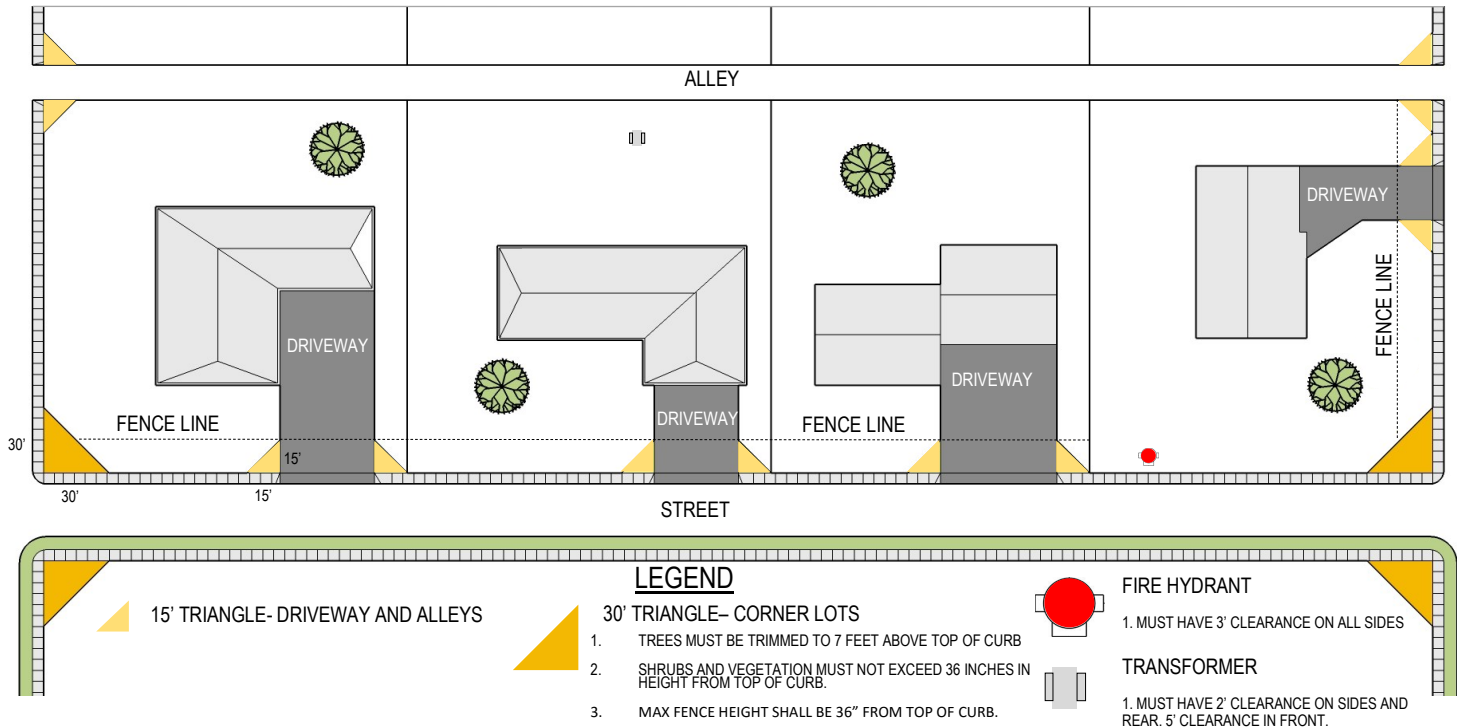 ALLEY
DRIVEWAY
FENCE LINE
DRIVEWAY
DRIVEWAY
DRIVEWAY
FENCE LINE
FENCE LINE
30'
15'
30'
15'
STREET
LEGEND
15' TRIANGLE- DRIVEWAY AND ALLEYS
30' TRIANGLE– CORNER LOTS
1. TREES MUST BE TRIMMED TO 7 FEET ABOVE TOP OF CURB
2. SHRUBS AND VEGETATION MUST NOT EXCEED 36 INCHES IN
HEIGHT FROM TOP OF CURB.
3. MAX FENCE HEIGHT SHALL BE 36” FROM TOP OF CURB.
FIRE HYDRANT
1. MUST HAVE 3' CLEARANCE ON ALL SIDES
TRANSFORMER
1. MUST HAVE 2' CLEARANCE ON SIDES AND
REAR. 5' CLEARANCE IN FRONT.